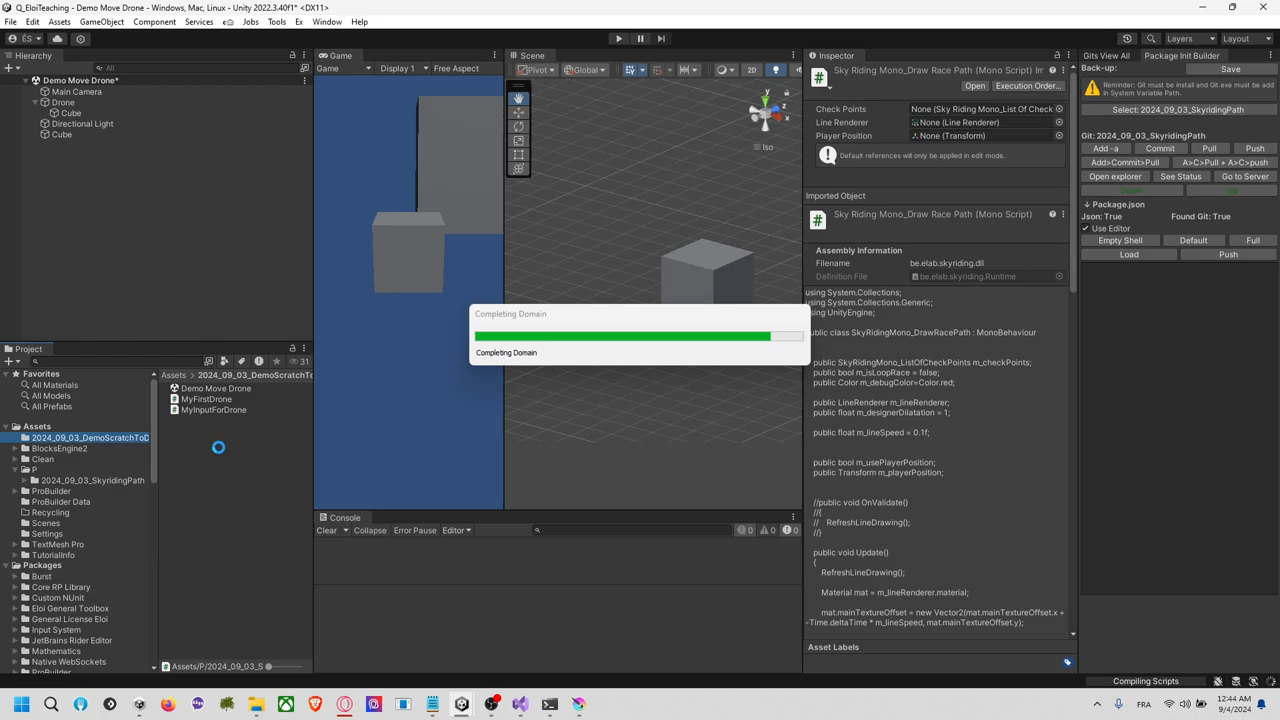 Q_EloiTeaching - Demo Move Drone - Windows, Mac, Linux - Unity 2022.3.40f1* <DX11>
File Edit Assets GameObject Component Services Jobs Tools Ex Window Help
ÉS Layers Layout
Hierarchy
All
Demo Move Drone*
Main Camera
Drone
Cube
Directional Light
Cube
Game
Game Display 1 Free Aspect
Scene
Pivot Global 2D
y
z
x
Iso
Completing Domain
Completing Domain
Project
31
Favorites
All Materials
All Models
All Prefabs
Assets
2024_09_03_DemoScratchToD
BlocksEngine2
Clean
P
2024_09_03_SkyridingPath
ProBuilder
ProBuilder Data
Recycling
Scenes
Settings
TextMesh Pro
TutorialInfo
Packages
Burst
Core RP Library
Custom NUnit
Eloi General Toolbox
General License Eloi
Input System
JetBrains Rider Editor
Mathematics
Native WebSockets
ProBuilder
Assets > 2024_09_03_DemoScratchTo
Demo Move Drone
MyFirstDrone
MyInputForDrone
Assets/P/2024_09_03_S
Console
Clear Collapse Error Pause Editor
0 0 0
Inspector
Sky Riding Mono_Draw Race Path (Mono Script) Im
Open Execution Order...
Check Points None (Sky Riding Mono_List Of Check
Line Renderer None (Line Renderer)
Player Position None (Transform)
Default references will only be applied in edit mode.
Imported Object
Sky Riding Mono_Draw Race Path (Mono Script)
Assembly Information
Filename be.elab.skyriding.dll
Definition File be.elab.skyriding.Runtime
using System.Collections;
using System.Collections.Generic;
using UnityEngine;
public class SkyRidingMono_DrawRacePath : MonoBehaviour
public SkyRidingMono_ListOfCheckPoints m_checkPoints;
public bool m_isLoopRace = false;
public Color m_debugColor=Color.red;
public LineRenderer m_lineRenderer;
public float m_designerDilatation = 1;
public float m_lineSpeed = 0.1f;
public bool m_usePlayerPosition;
public Transform m_playerPosition;
//public void OnValidate()
//{
// RefreshLineDrawing();
//}
public void Update()
{
RefreshLineDrawing();
Material mat = m_lineRenderer.material;
mat.mainTextureOffset = new Vector2(mat.mainTextureOffset.x +
-Time.deltaTime * m_lineSpeed, mat.mainTextureOffset.y);
Asset Labels
Gits View All Package Init Builder
Back-up: Save
Reminder: Git must be install and Git.exe must be add
in System Variable Path.
Select: 2024_09_03_SkyridingPath
Git: 2024_09_03_SkyridingPath
Add -a Commit Pull Push
Add>Commit>Pull A>C>Pull + A>C>push
Open explorer See Status Go to Server
Down Up
↓ Package.json
Json: True Found Git: True
Use Editor
Empty Shell Default Full
Load Push
Compiling Scripts
FRA
12:44 AM
9/4/2024